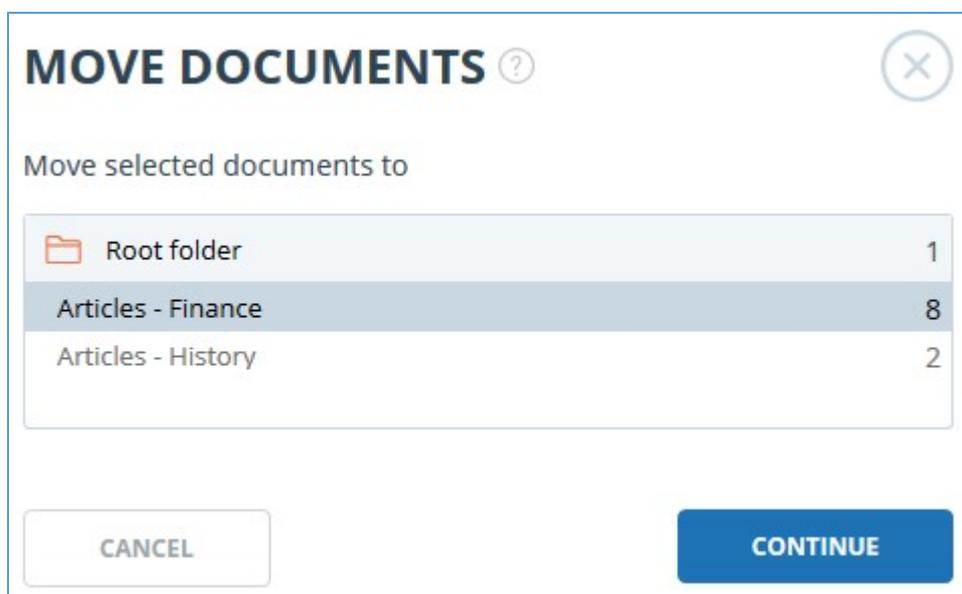 MOVE DOCUMENTS ?
Move selected documents to
Root folder 1
Articles - Finance 8
Articles - History 2
CANCEL CONTINUE